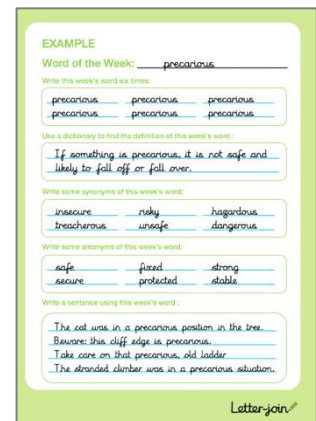 EXAMPLE
Word of the Week: precarious
Write this week's word six times:
precarious precarious precarious
precarious precarious precarious
Use a dictionary to find the definition of this week's word :
If something is precarious, it is not safe and
likely to fall off or fall over.
Write some synonyms of this week's word:
insecure risky hazardous
treacherous unsafe dangerous
Write some antonyms of this week's word:
safe fixed strong
secure protected stable
Write a sentence using this week's word :
The cat was in a precarious position in the tree.
Beware: this cliff edge is precarious.
Take care on that precarious, old ladder
The stranded climber was in a precarious situation.
Letter-join